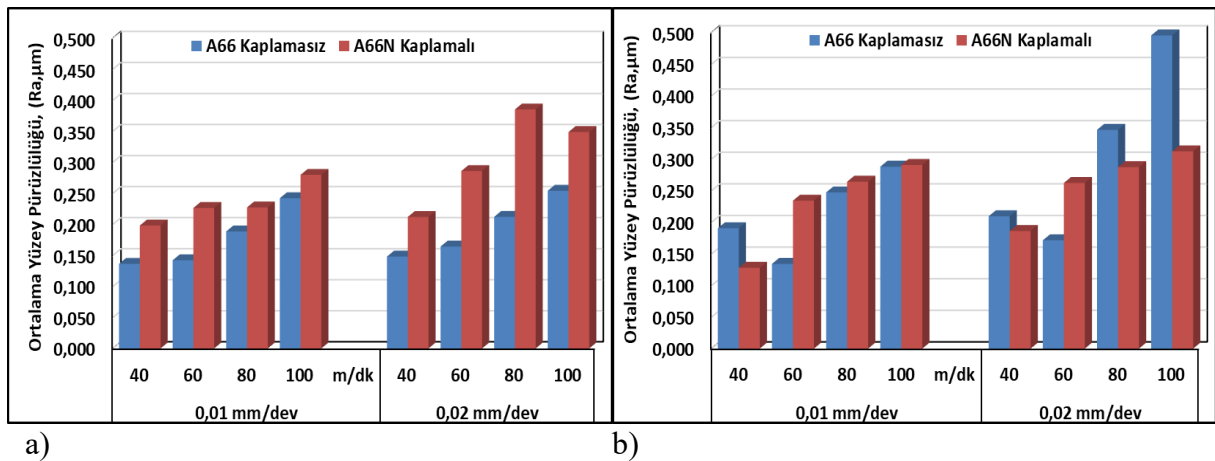 a)
Ortalama Yüzey Pürüzlülüğü, (Ra,µm)
A66 Kaplamasız
A66N Kaplamalı
0,500
0,450
0,400
0,350
0,300
0,250
0,200
0,150
0,100
0,050
0,000
40 60 80 100 m/dk 40 60 80 100
0,01 mm/dev 0,02 mm/dev
a)
b)
Ortalama Yüzey Pürüzlülüğü, (Ra,µm)
A66 Kaplamasız
A66N Kaplamalı
0,500
0,450
0,400
0,350
0,300
0,250
0,200
0,150
0,100
0,050
0,000
40 60 80 100 m/dk 40 60 80 100
0,01 mm/dev 0,02 mm/dev
b)